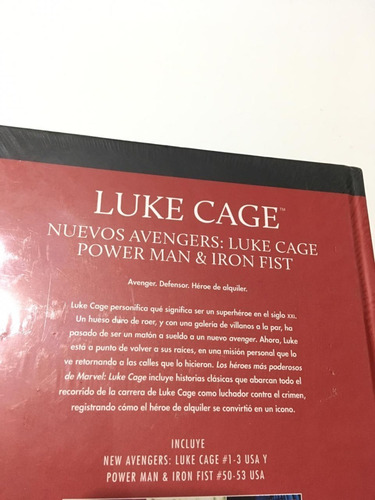 LUKE CAGE™
NUEVOS AVENGERS: LUKE CAGE
POWER MAN & IRON FIST
Avenger. Defensor. Héroe de alquiler.
Luke Cage personifica qué significa ser un superhéroe en el siglo XXI.
Un hueso duro de roer, y con una galería de villanos a la par, ha
pasado de ser un matón a sueldo a un nuevo avenger. Ahora, Luke
está a punto de volver a sus raíces, en una misión personal que lo
ve retornando a las calles que lo hicieron. Los héroes más poderosos
de Marvel: Luke Cage incluye historias clásicas que abarcan todo el
recorrido de la carrera de Luke Cage como luchador contra el crimen,
registrando cómo el héroe de alquiler se convirtió en un icono.
INCLUYE
NEW AVENGERS: LUKE CAGE #1-3 USA Y
POWER MAN & IRON FIST #50-53 USA